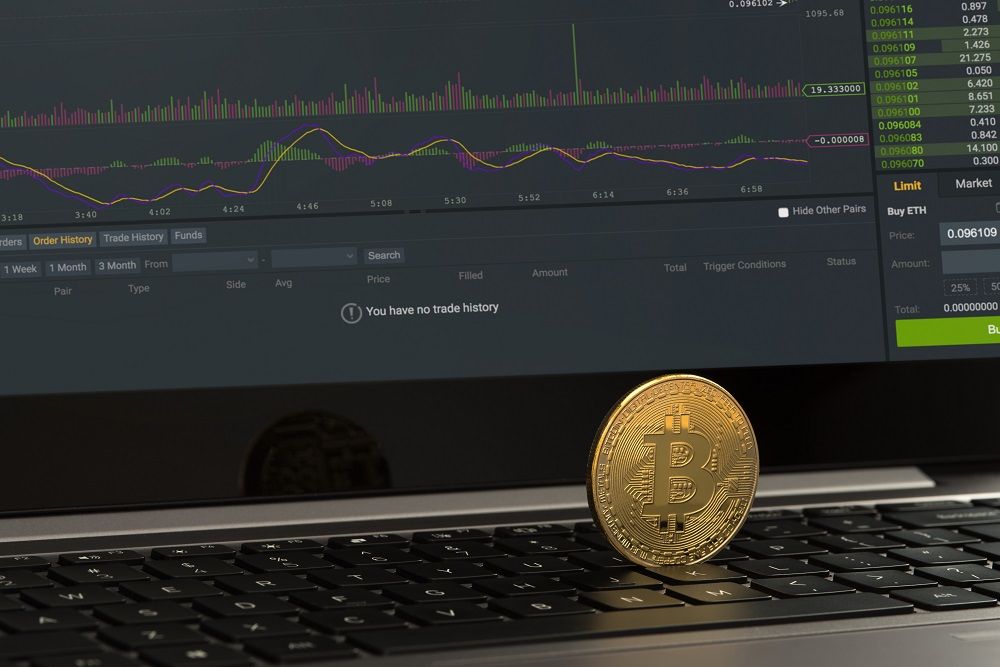 0.096102
1095.68
19.333000
-0.000008
3:18 3:40 4:02 4:24 4:46 5:08 5:30 5:52 6:14 6:36 6:58
0.096116 0.897
0.096114 0.478
0.096111 2.273
0.096109 1.426
0.096107 21.275
0.096105 0.050
0.096102 6.420
0.096101 8.651
0.096100 7.233
0.096084 0.410
0.096083 0.842
0.096080 14.100
0.096070 0.300
Limit Market
Buy ETH
Price: 0.096109
Amount:
25% 50
Total: 0.00000000
Bu
Hide Other Pairs
rders Order History Trade History Funds
1 Week 1 Month 3 Month From - Search
Pair Type Side Avg Price Filled Amount Total Trigger Conditions Status
You have no trade history
BITCOIN
B
W E R T Y U
A S D F G H J K L
Z X C V B N M
Alt